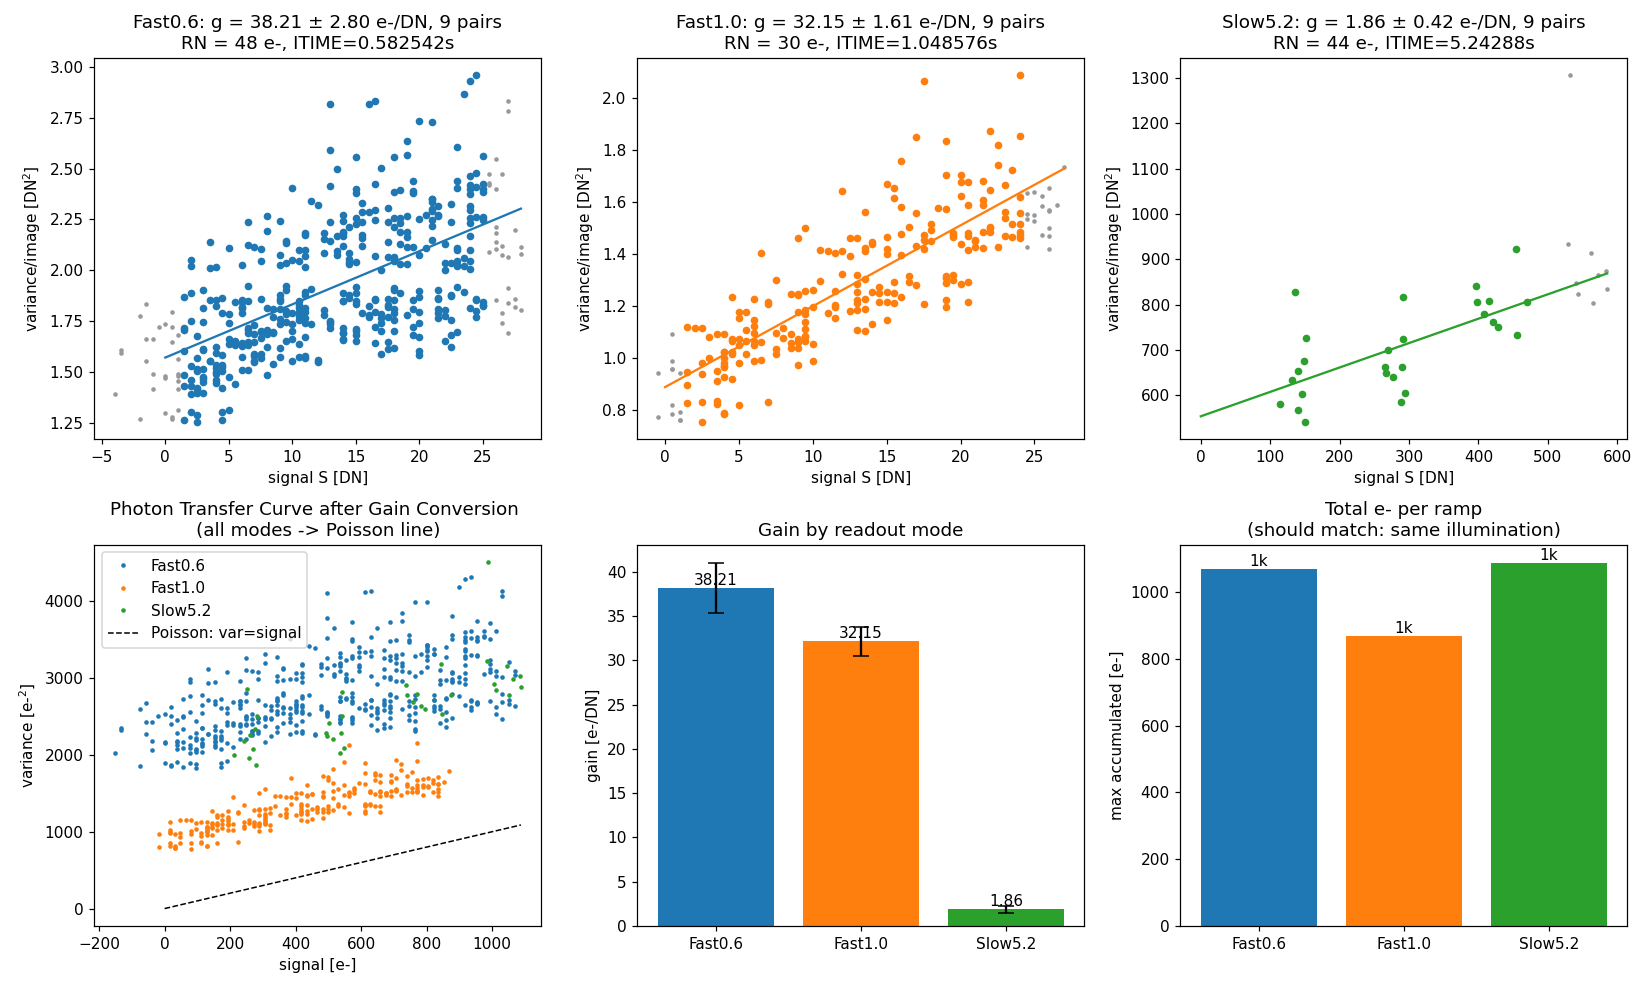 Fast0.6: g = 38.21 ± 2.80 e-/DN, 9 pairs
RN = 48 e-, ITIME=0.582542s
3.00
2.75
2.50
2.25
2.00
1.75
1.50
1.25
variance/image [DN²]
−5
0
5
10
15
20
25
signal S [DN]
Fast1.0: g = 32.15 ± 1.61 e-/DN, 9 pairs
RN = 30 e-, ITIME=1.048576s
2.0
1.8
1.6
1.4
1.2
1.0
0.8
variance/image [DN²]
0
5
10
15
20
25
signal S [DN]
Slow5.2: g = 1.86 ± 0.42 e-/DN, 9 pairs
RN = 44 e-, ITIME=5.24288s
1300
1200
1100
1000
900
800
700
600
variance/image [DN²]
0
100
200
300
400
500
600
signal S [DN]
Photon Transfer Curve after Gain Conversion
(all modes -> Poisson line)
Fast0.6
Fast1.0
Slow5.2
Poisson: var=signal
4000
3000
2000
1000
0
variance [e-²]
−200
0
200
400
600
800
1000
signal [e-]
Gain by readout mode
40
35
30
25
20
15
10
5
0
gain [e-/DN]
38.21
32.15
1.86
Fast0.6
Fast1.0
Slow5.2
Total e- per ramp
(should match: same illumination)
1000
800
600
400
200
0
max accumulated [e-]
1k
1k
1k
Fast0.6
Fast1.0
Slow5.2